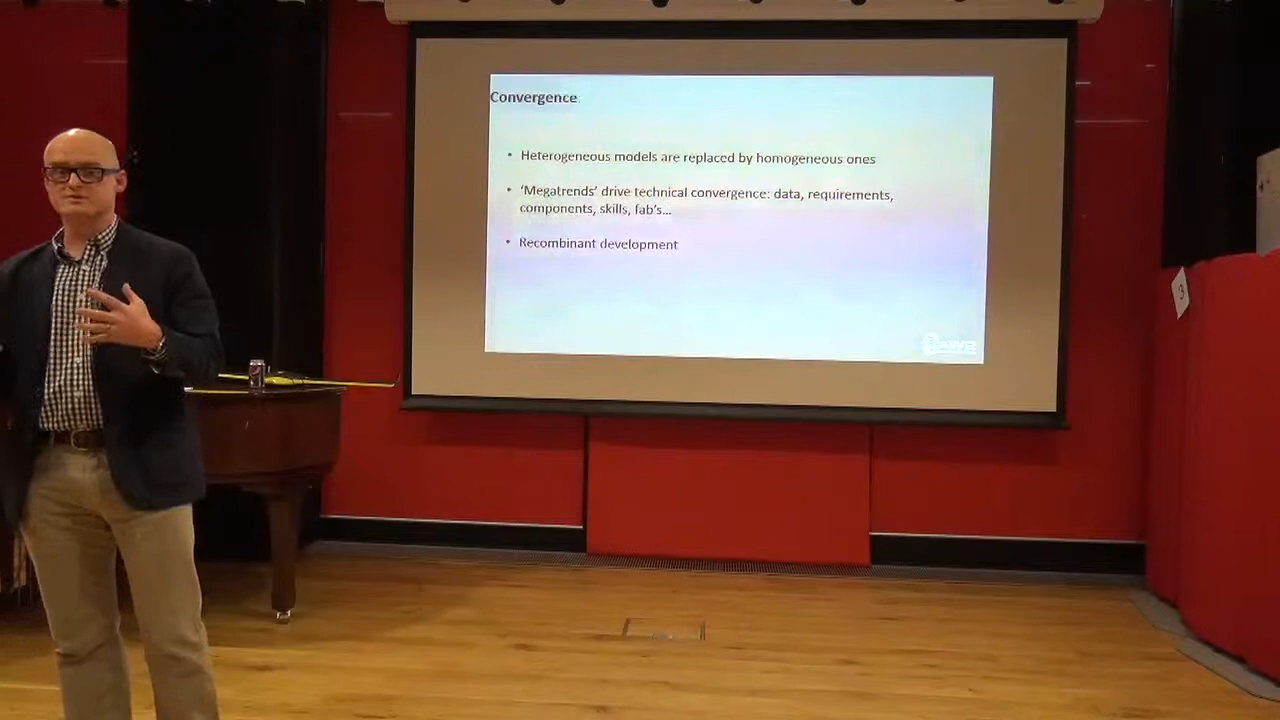 Convergence.
• Heterogeneous models are replaced by homogeneous ones
• ‘Megatrends’ drive technical convergence: data, requirements,
components, skills, fab’s...
• Recombinant development
3